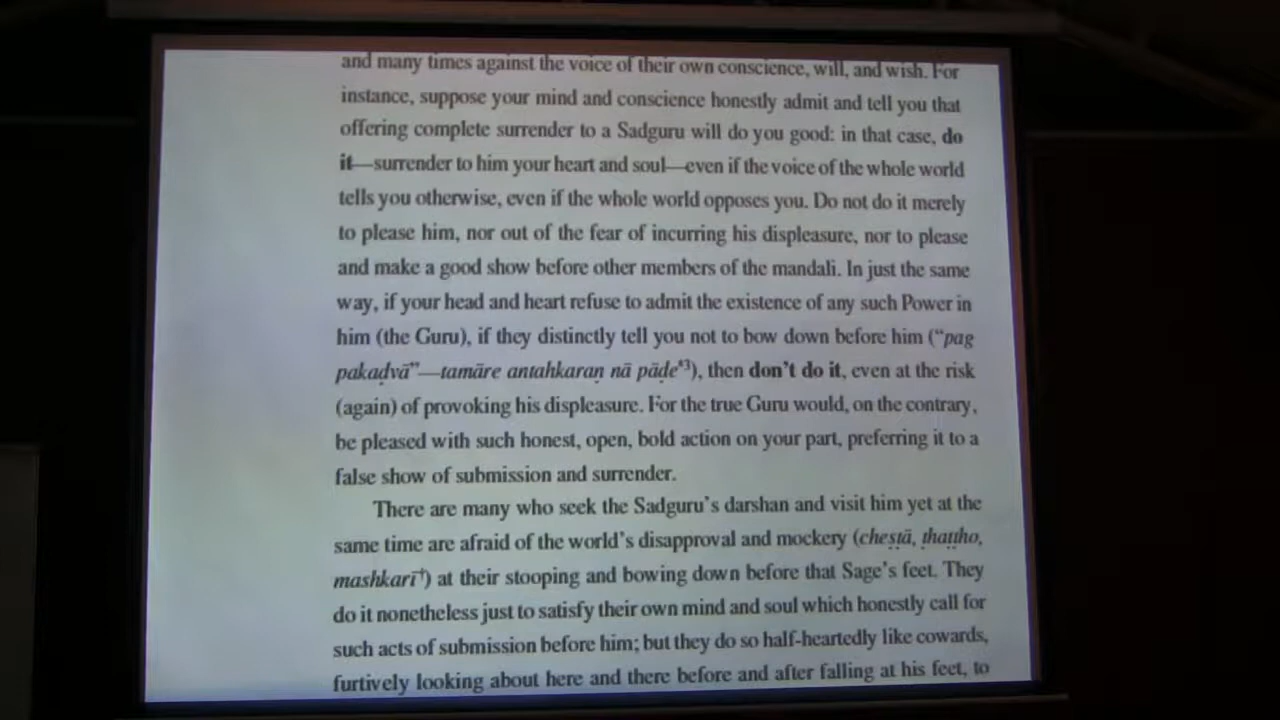 and many times against the voice of their own conscience, will, and wish. For
instance, suppose your mind and conscience honestly admit and tell you that
offering complete surrender to a Sadguru will do you good: in that case, do
it—surrender to him your heart and soul—even if the voice of the whole world
tells you otherwise, even if the whole world opposes you. Do not do it merely
to please him, nor out of the fear of incurring his displeasure, nor to please
and make a good show before other members of the mandali. In just the same
way, if your head and heart refuse to admit the existence of any such Power in
him (the Guru), if they distinctly tell you not to bow down before him (“pag
pakaḍvā”—tamāre antahkaraṇ nā pāḍe*3), then don’t do it, even at the risk
(again) of provoking his displeasure. For the true Guru would, on the contrary,
be pleased with such honest, open, bold action on your part, preferring it to a
false show of submission and surrender.
There are many who seek the Sadguru’s darshan and visit him yet at the
same time are afraid of the world’s disapproval and mockery (cheṣṭā, ṭhaṭṭho,
mashkarī†) at their stooping and bowing down before that Sage’s feet. They
do it nonetheless just to satisfy their own mind and soul which honestly call for
such acts of submission before him; but they do so half-heartedly like cowards,
furtively looking about here and there before and after falling at his feet, to